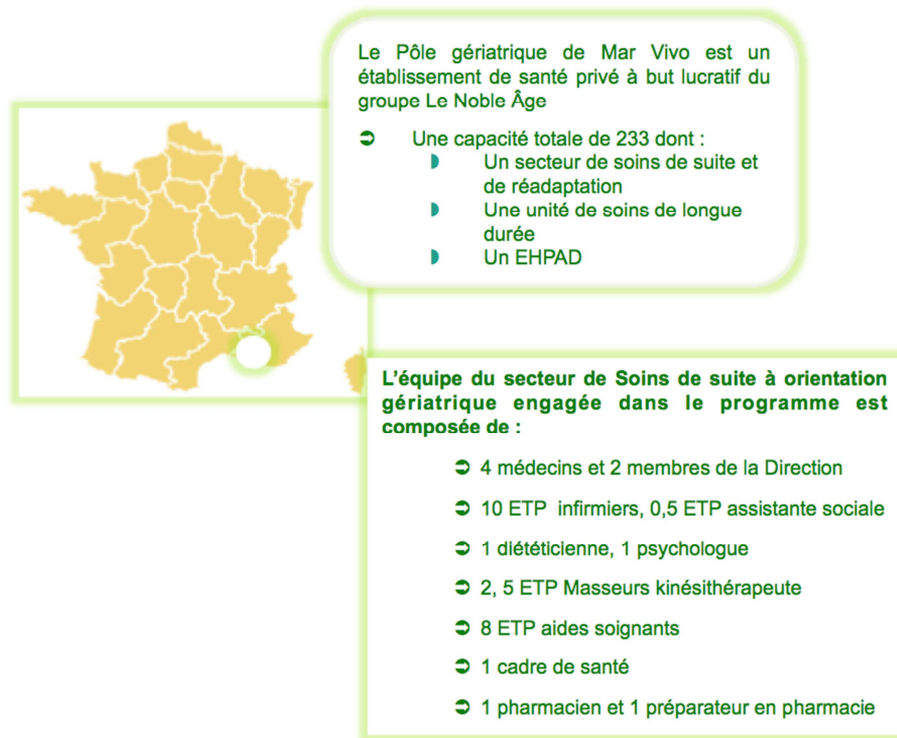 Le Pôle gériatrique de Mar Vivo est un
établissement de santé privé à but lucratif du
groupe Le Noble Âge
➲ Une capacité totale de 233 dont :
◗ Un secteur de soins de suite et
de réadaptation
◗ Une unité de soins de longue
durée
◗ Un EHPAD
L'équipe du secteur de Soins de suite à orientation
gériatrique engagée dans le programme est
composée de :
➲ 4 médecins et 2 membres de la Direction
➲ 10 ETP infirmiers, 0,5 ETP assistante sociale
➲ 1 diététicienne, 1 psychologue
➲ 2, 5 ETP Masseurs kinésithérapeute
➲ 8 ETP aides soignants
➲ 1 cadre de santé
➲ 1 pharmacien et 1 préparateur en pharmacie